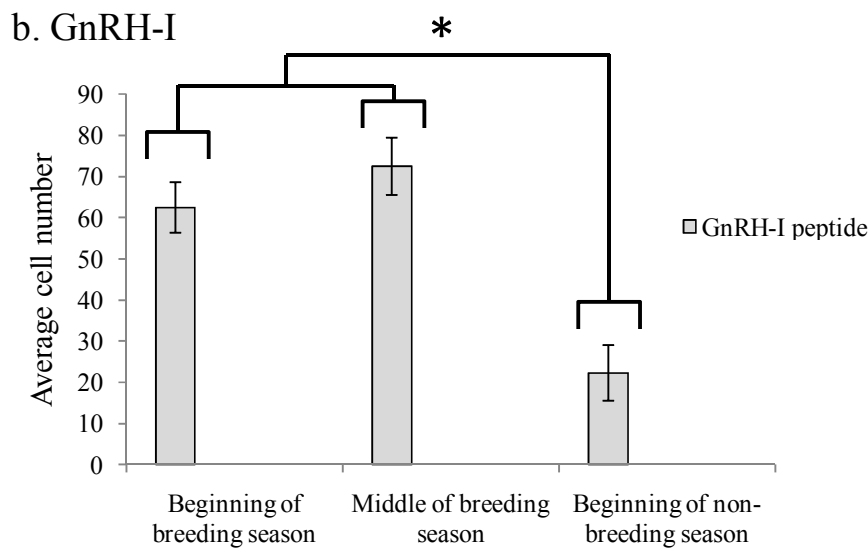 b. GnRH-I
*
90
80
70
60
50
40
30
20
10
0
Average cell number
GnRH-I peptide
Beginning of
breeding season
Middle of breeding
season
Beginning of non-
breeding season